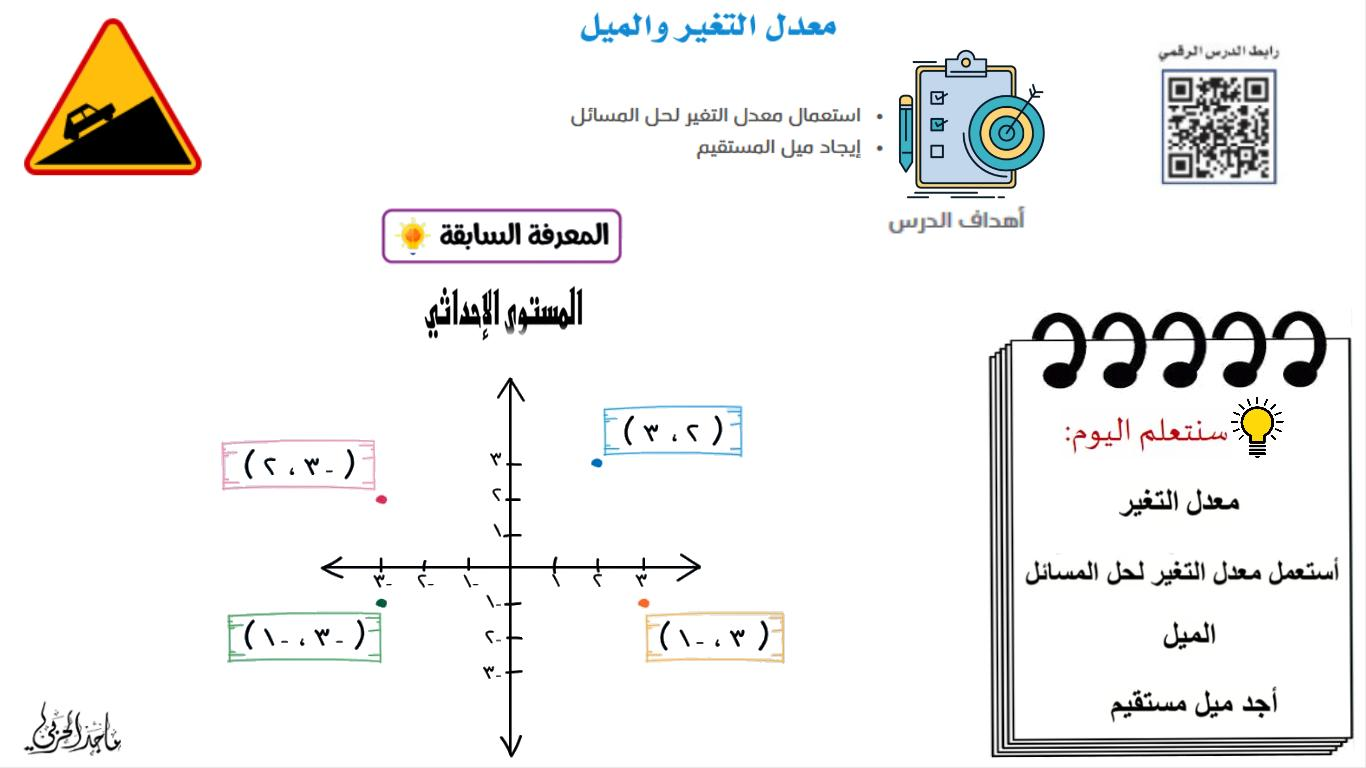 معدل التغير والميل
رابط الدرس الرقمي
• استعمال معدل التغير لحل المسائل
• إيجاد ميل المستقيم
أهداف الدرس
المعرفة السابقة
المستوى الإحداثي
( ٢ ، ٣ )
( -٣ ، ٢ )
٣
٢
١
-٣ -٢ -١ ١ ٢ ٣
-١
-٢
-٣
( -٣ ، -١ )
( ٣ ، -١ )
سنتعلم اليوم:
معدل التغير
أستعمل معدل التغير لحل المسائل
الميل
أجد ميل مستقيم
ماجد الحربي